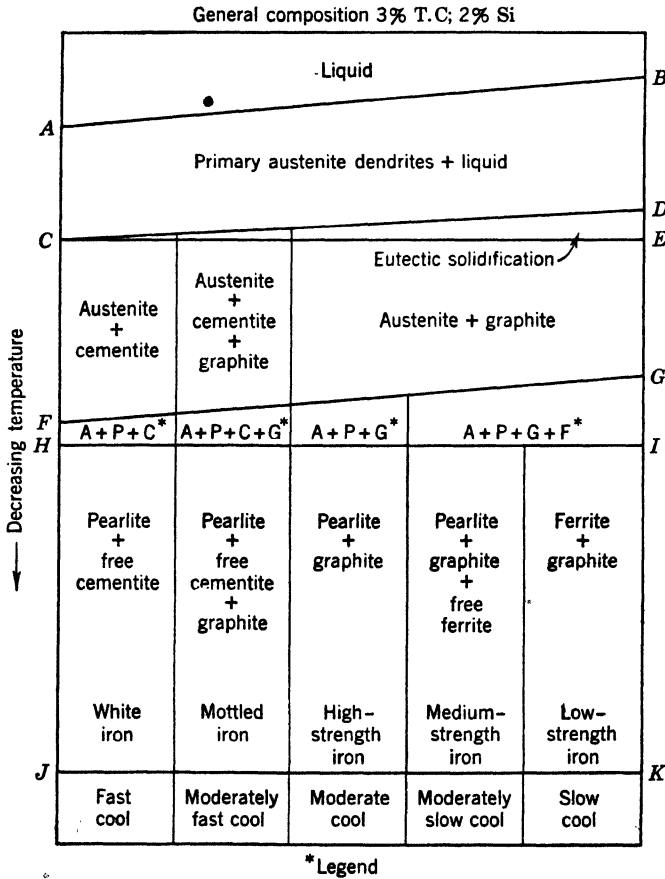 General composition 3% T.C; 2% Si
Liquid
B
A
Primary austenite dendrites + liquid
D
C
E
Eutectic solidification
Austenite
+
cementite
Austenite
+
cementite
+
graphite
Austenite + graphite
G
F
A+P+C*
A+P+C+G*
A+P+G*
A+P+G+F*
H
I
Decreasing temperature
Pearlite
+
free
cementite
Pearlite
+
free
cementite
+
graphite
Pearlite
+
graphite
Pearlite
+
graphite
+
free
ferrite
Ferrite
+
graphite
White
iron
Mottled
iron
High-
strength
iron
Medium-
strength
iron
Low-
strength
iron
J
K
Fast
cool
Moderately
fast cool
Moderate
cool
Moderately
slow cool
Slow
cool
*Legend